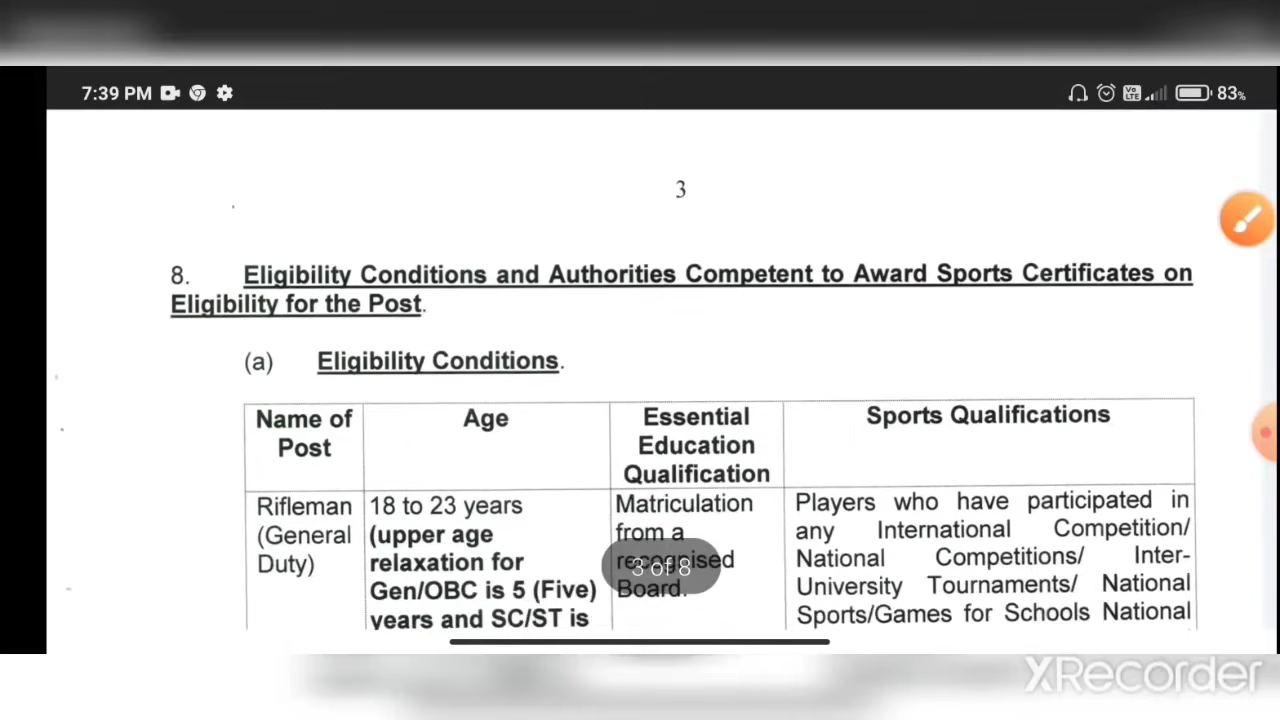 7:39 PM
Vo LTE 83%
3
8. Eligibility Conditions and Authorities Competent to Award Sports Certificates on
Eligibility for the Post.
(a) Eligibility Conditions.
Name of Post
Age
Essential Education Qualification
Sports Qualifications
Rifleman
(General
Duty)
18 to 23 years
(upper age
relaxation for
Gen/OBC is 5 (Five)
years and SC/ST is
Matriculation
from a
recognised
Board.
Players who have participated in
any International Competition/
National Competitions/ Inter-
University Tournaments/ National
Sports/Games for Schools National
3 of 8
XRecorder